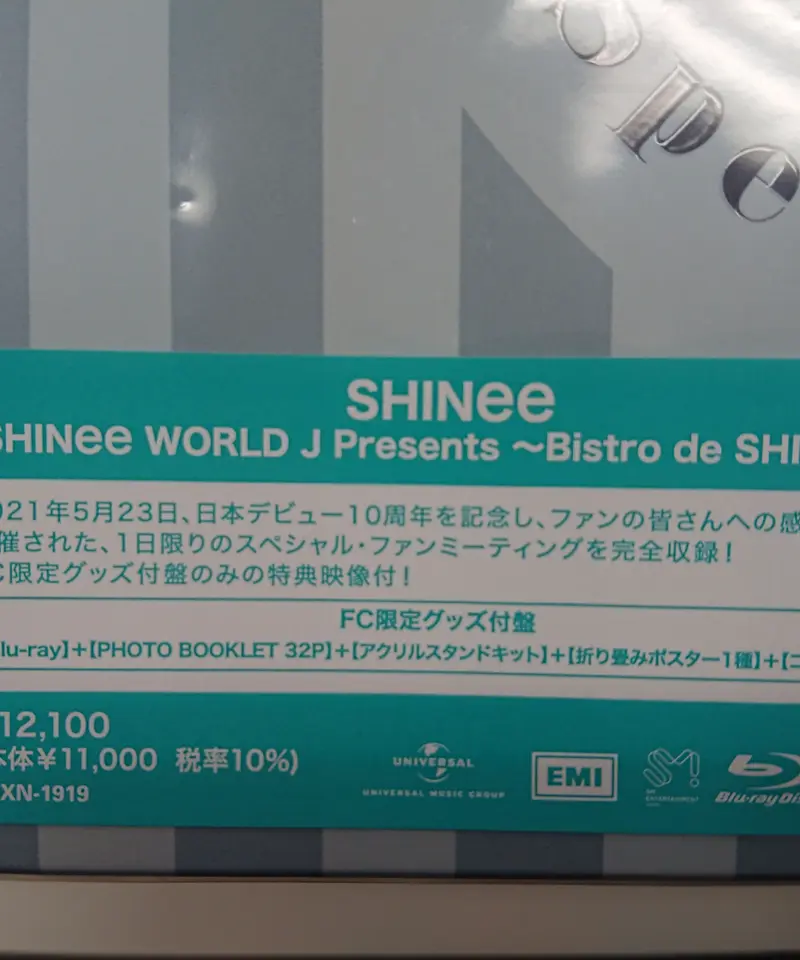 ope
SHINee
SHINee WORLD J Presents ～Bistro de SHI
021年5月23日、日本デビュー10周年を記念し、ファンの皆さんへの感
催された、1日限りのスペシャル・ファンミーティングを完全収録！
C限定グッズ付盤のみの特典映像付！
FC限定グッズ付盤
lu-ray】＋【PHOTO BOOKLET 32P】＋【アクリルスタンドキット】＋【折り畳みポスター1種】＋【コ
12,100
本体￥11,000 税率10%)
XN-1919
UNIVERSAL
UNIVERSAL MUSIC GROUP
EMI
SM
ENTERTAINMENT
Blu-ray Dis